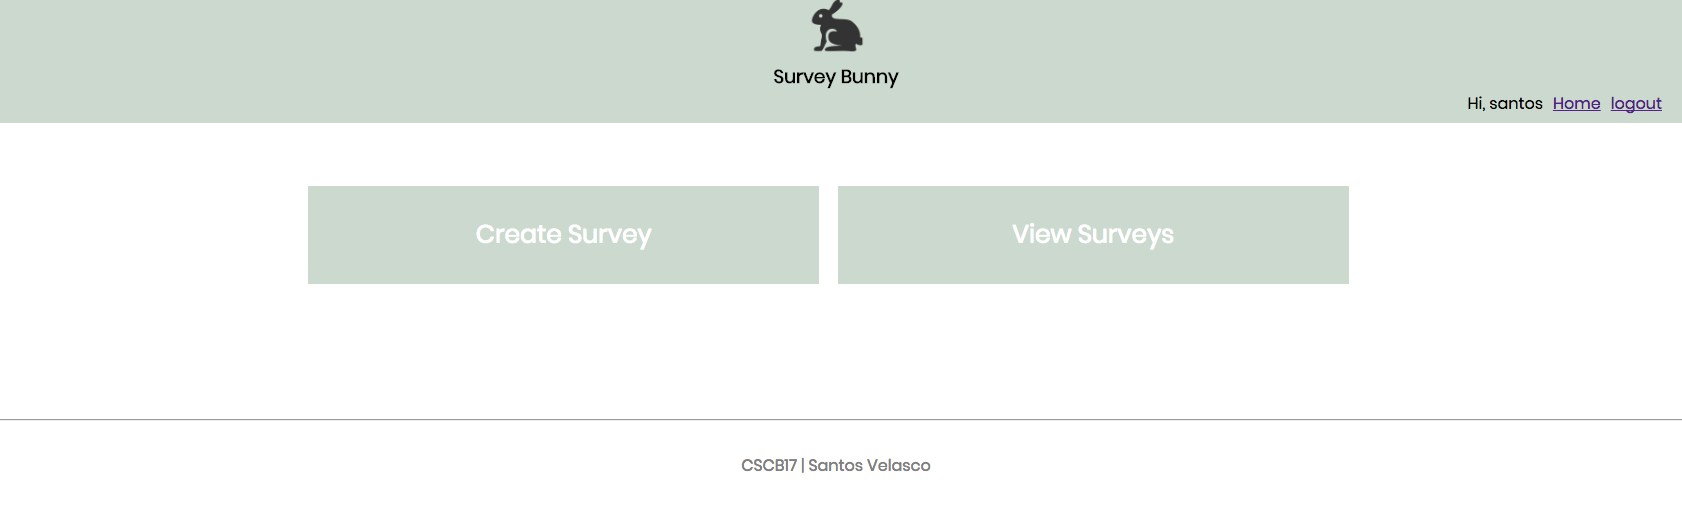 Survey Bunny
Hi, santos Home logout
Create Survey
View Surveys
CSCB17 | Santos Velasco